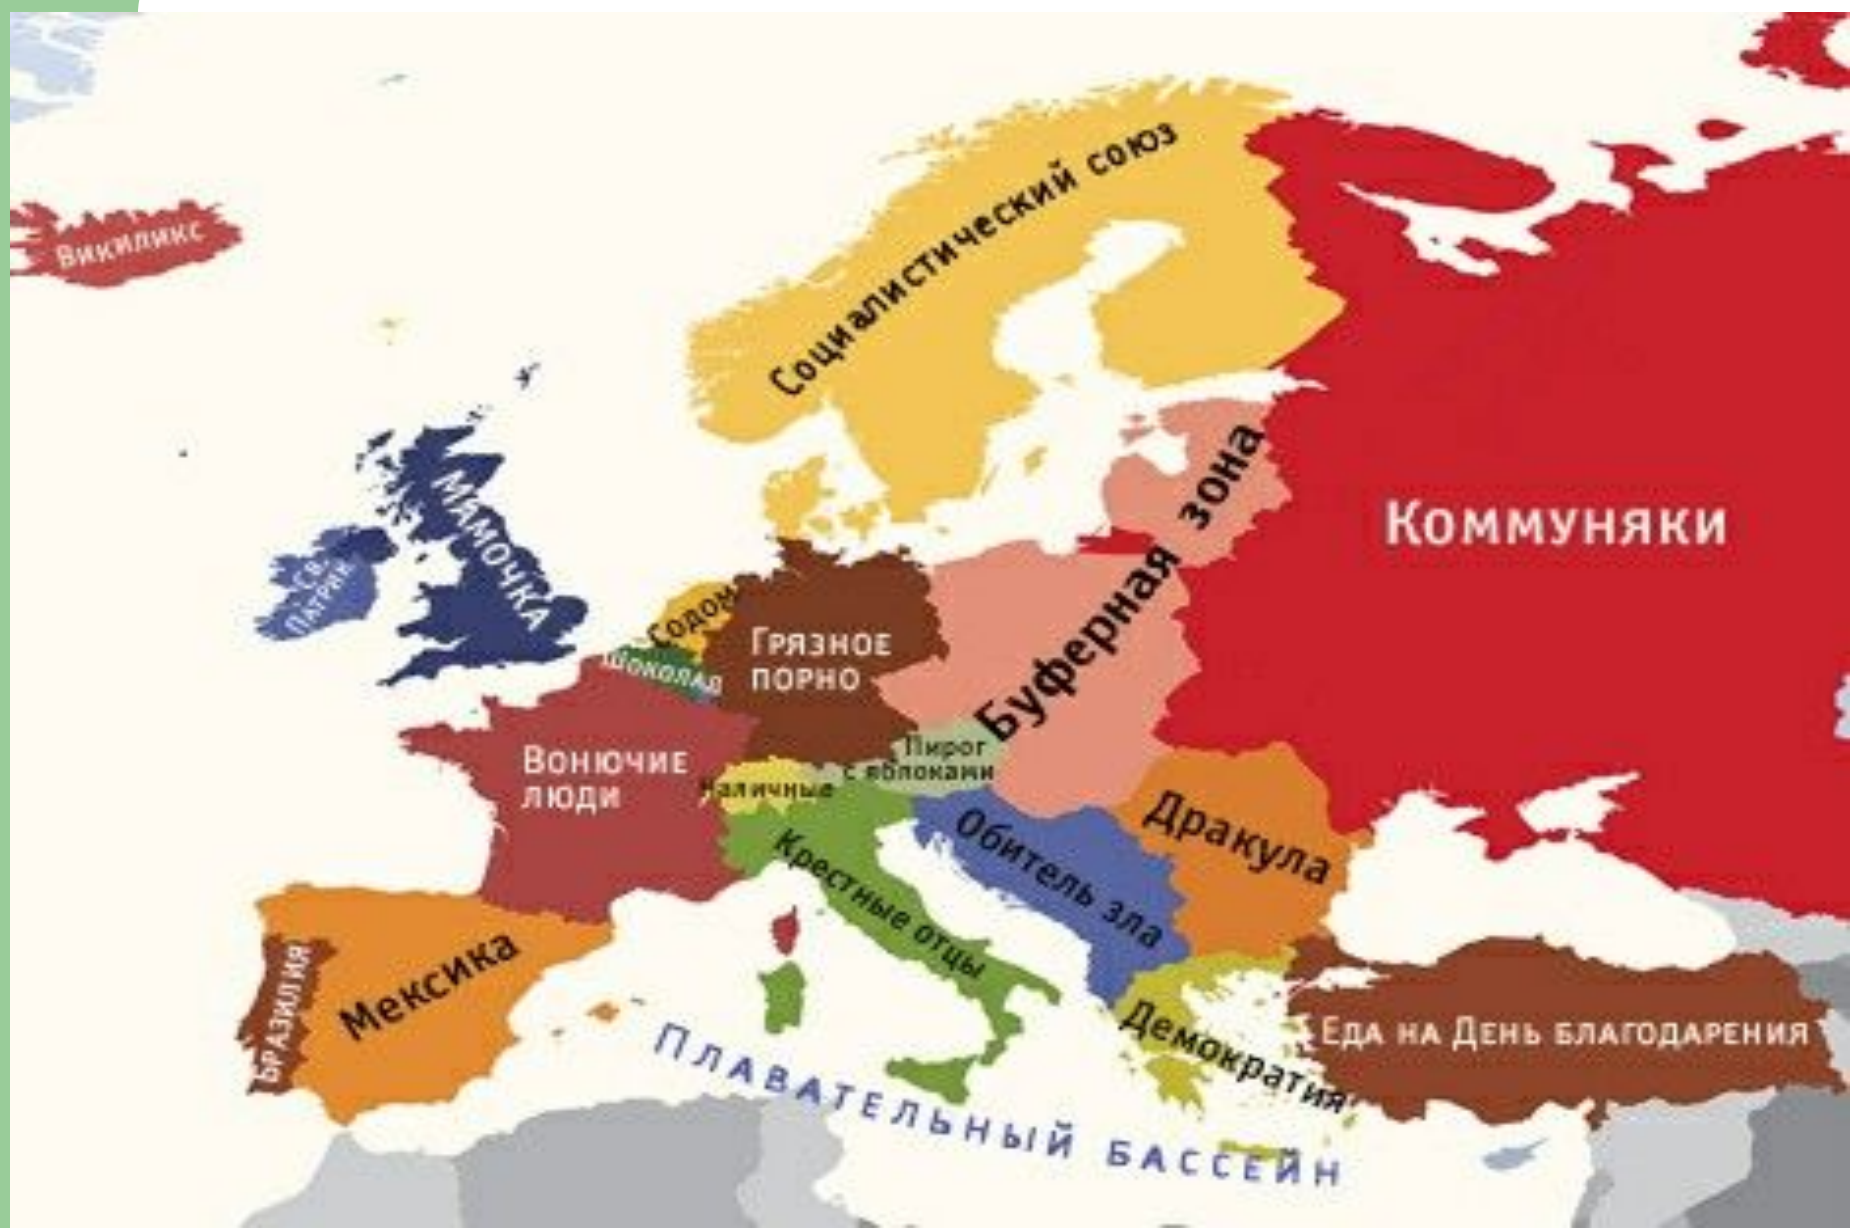 Социалистический союз
Викиликс
Мамочка
Св.
Патрик
Коммуняки
Буферная зона
Содом
Шоколад
Грязное
порно
Вонючие
люди
Наличные
Пирог
с яблоками
Крестные отцы
Обитель зла
Дракула
Бразилия
Мексика
Демократия
Еда на День благодарения
Плавательный бассейн